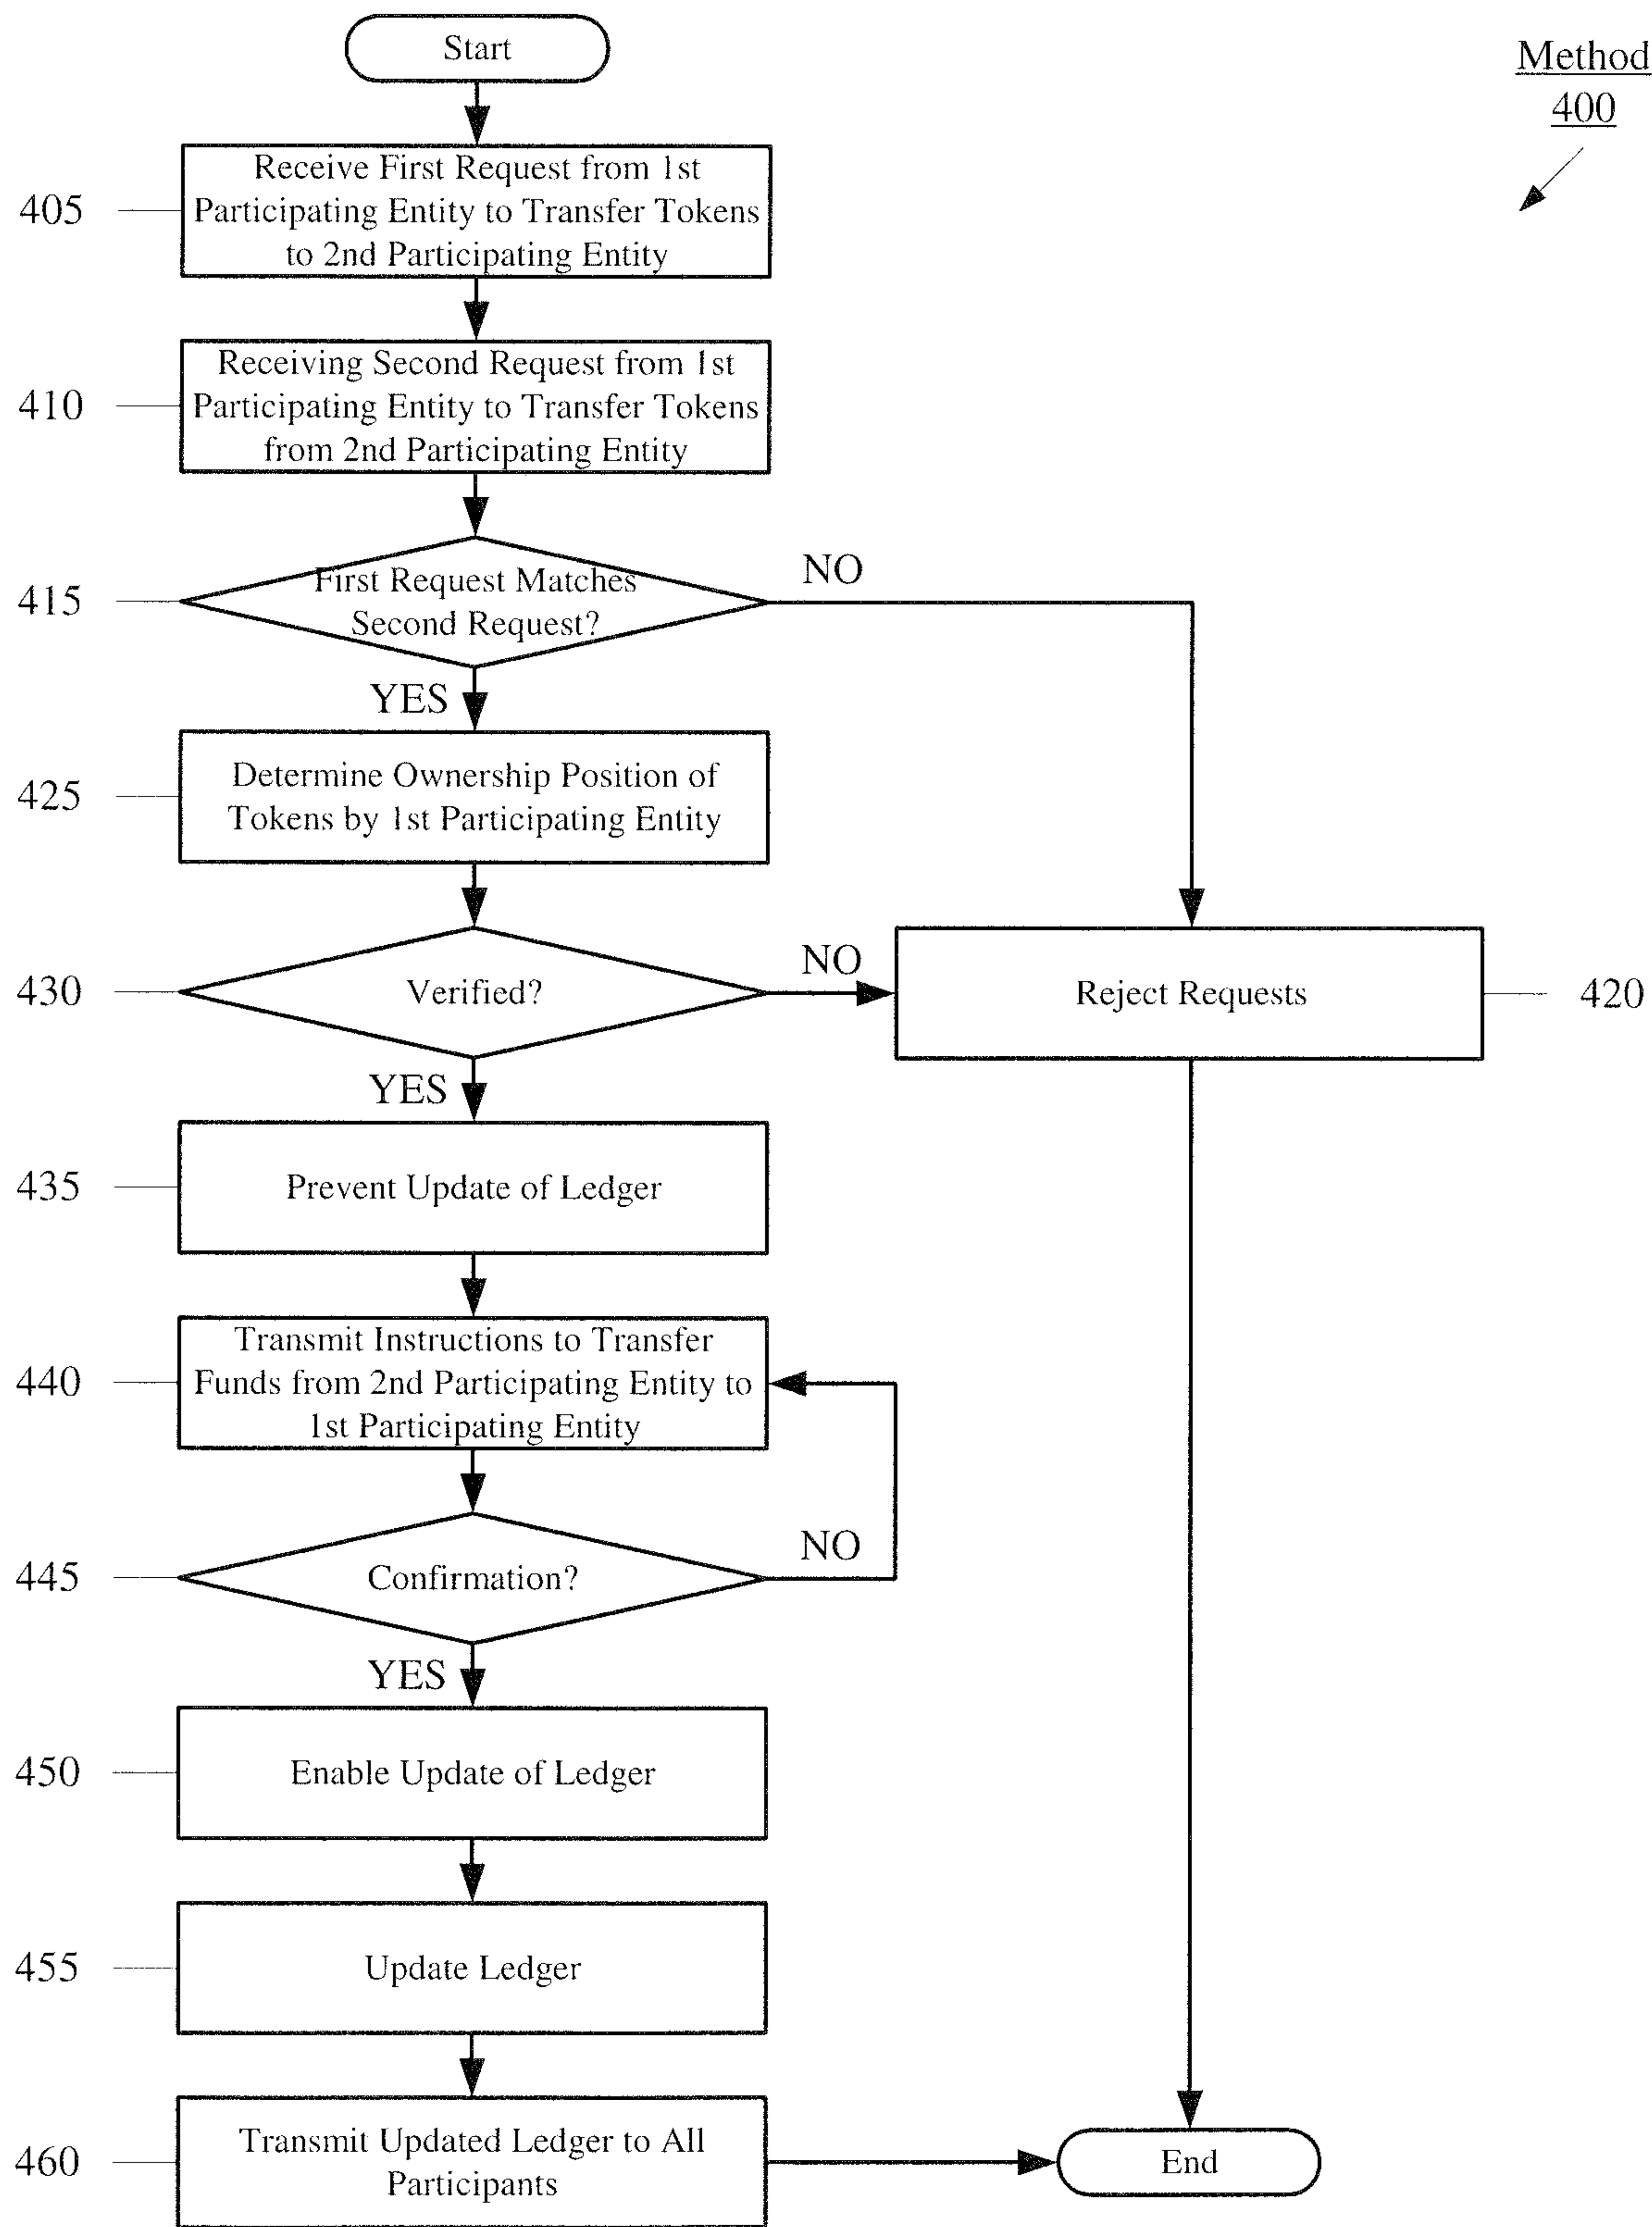 Start
Method
400
405
Receive First Request from 1st
Participating Entity to Transfer Tokens
to 2nd Participating Entity
410
Receiving Second Request from 1st
Participating Entity to Transfer Tokens
from 2nd Participating Entity
415
First Request Matches
Second Request?
NO
YES
425
Determine Ownership Position of
Tokens by 1st Participating Entity
430
Verified?
NO
Reject Requests
420
YES
435
Prevent Update of Ledger
440
Transmit Instructions to Transfer
Funds from 2nd Participating Entity to
1st Participating Entity
445
Confirmation?
NO
YES
450
Enable Update of Ledger
455
Update Ledger
460
Transmit Updated Ledger to All
Participants
End